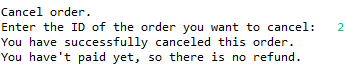 Cancel order.
Enter the ID of the order you want to cancel:   2
You have successfully canceled this order.
You hav't paid yet, so there is no refund.